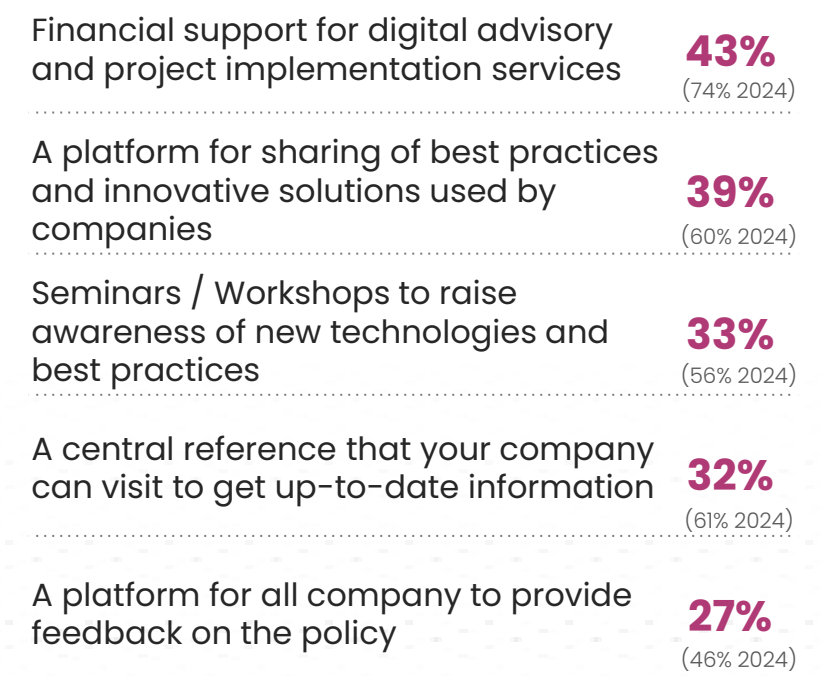 Financial support for digital advisory
and project implementation services
43%
(74% 2024)
A platform for sharing of best practices
and innovative solutions used by
companies
39%
(60% 2024)
Seminars / Workshops to raise
awareness of new technologies and
best practices
33%
(56% 2024)
A central reference that your company
can visit to get up-to-date information
32%
(61% 2024)
A platform for all company to provide
feedback on the policy
27%
(46% 2024)